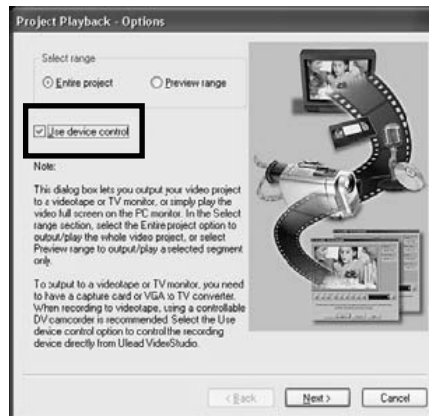 Project Playback - Options
Select range
Entire project
Preview range
Use device control
Note:
This dialog box lets you output your video project
to a videotape or TV monitor, or simply play the
video full screen on the PC monitor. In the Select
range section, select the Entire project option to
output/play the whole video project, or select
Preview range to output/play a selected segment
only.
To output to a videotape or TV monitor, you need
to have a capture card or VGA to TV converter.
When recording to videotape, using a controllable
DV camcorder is recommended. Select the Use
device control option to control the recording
device directly from Ulead VideoStudio.
< Back
Next >
Cancel